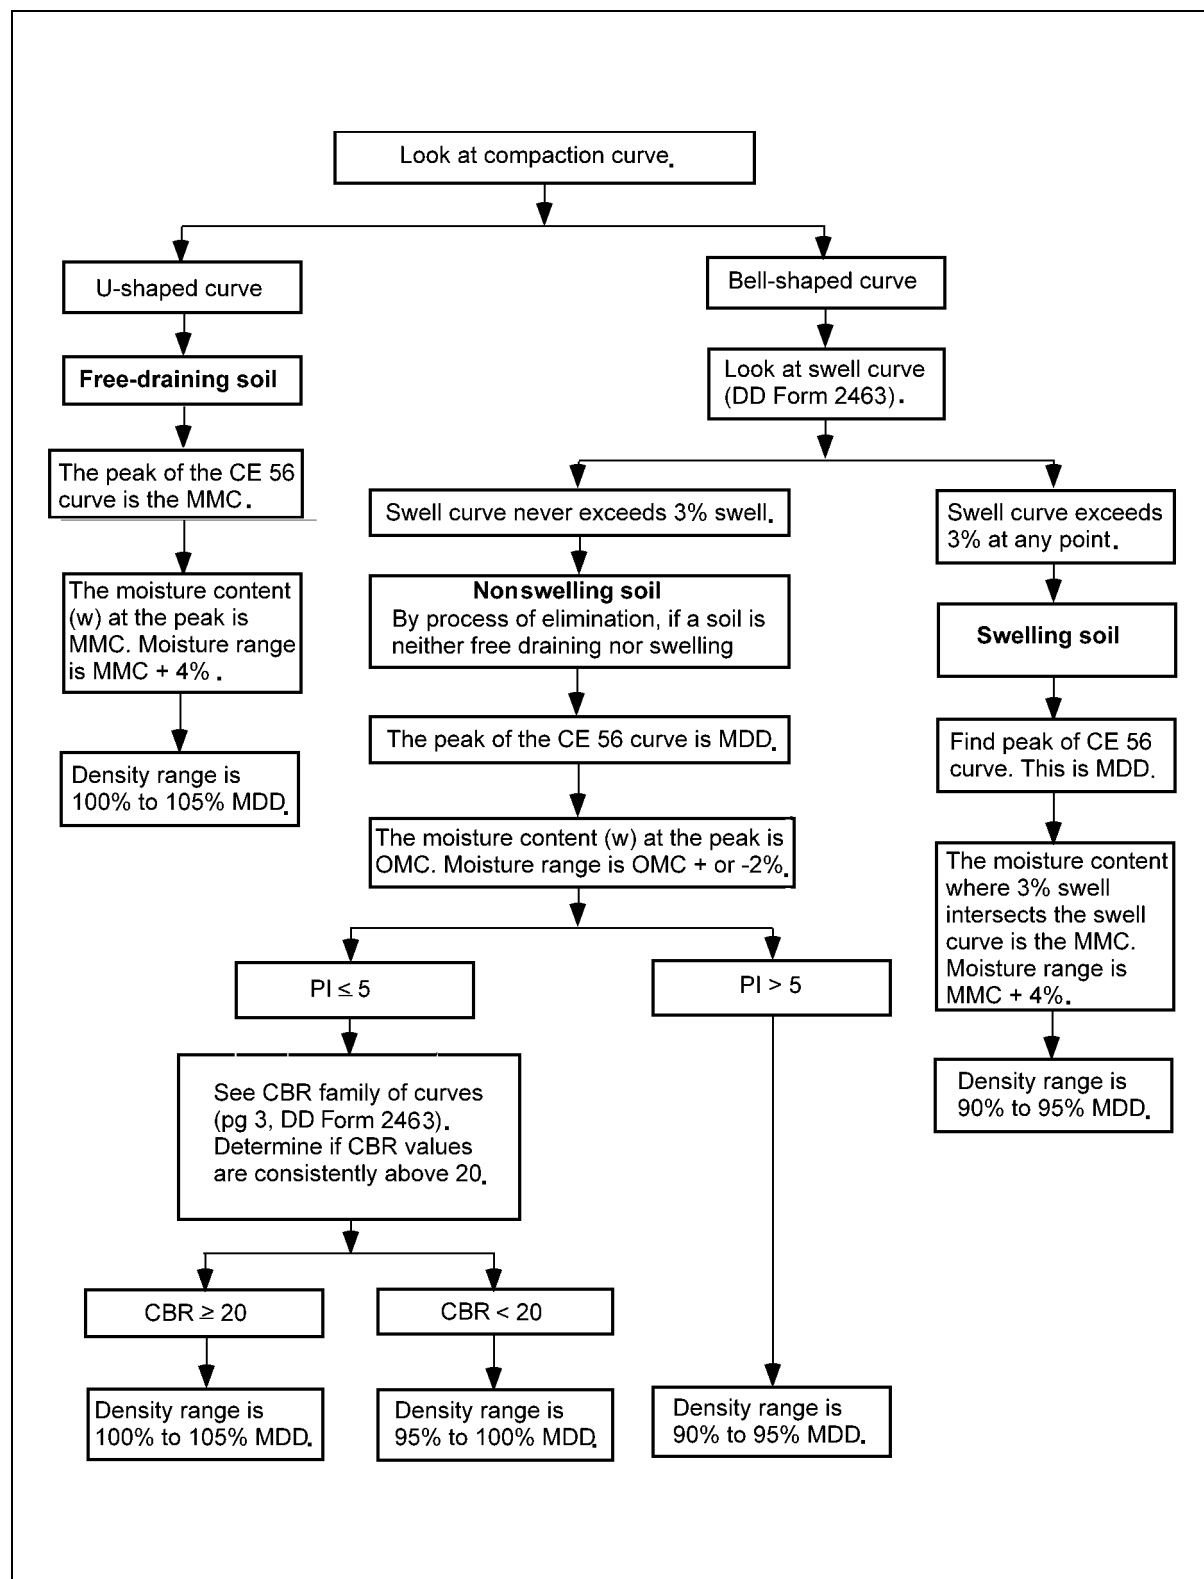 Look at compaction curve.
U-shaped curve
Free-draining soil
The peak of the CE 56
curve is the MMC.
The moisture content
(w) at the peak is
MMC. Moisture range
is MMC + 4% .
Density range is
100% to 105% MDD.
Bell-shaped curve
Look at swell curve
(DD Form 2463).
Swell curve never exceeds 3% swell.
Nonswelling soil
By process of elimination, if a soil is
neither free draining nor swelling
The peak of the CE 56 curve is MDD.
The moisture content (w) at the peak is
OMC. Moisture range is OMC + or -2%.
PI ≤ 5
See CBR family of curves
(pg 3, DD Form 2463).
Determine if CBR values
are consistently above 20.
CBR ≥ 20
Density range is
100% to 105% MDD.
CBR < 20
Density range is
95% to 100% MDD.
PI > 5
Density range is
90% to 95% MDD.
Swell curve exceeds
3% at any point.
Swelling soil
Find peak of CE 56
curve. This is MDD.
The moisture content
where 3% swell
intersects the swell
curve is the MMC.
Moisture range is
MMC + 4%.
Density range is
90% to 95% MDD.